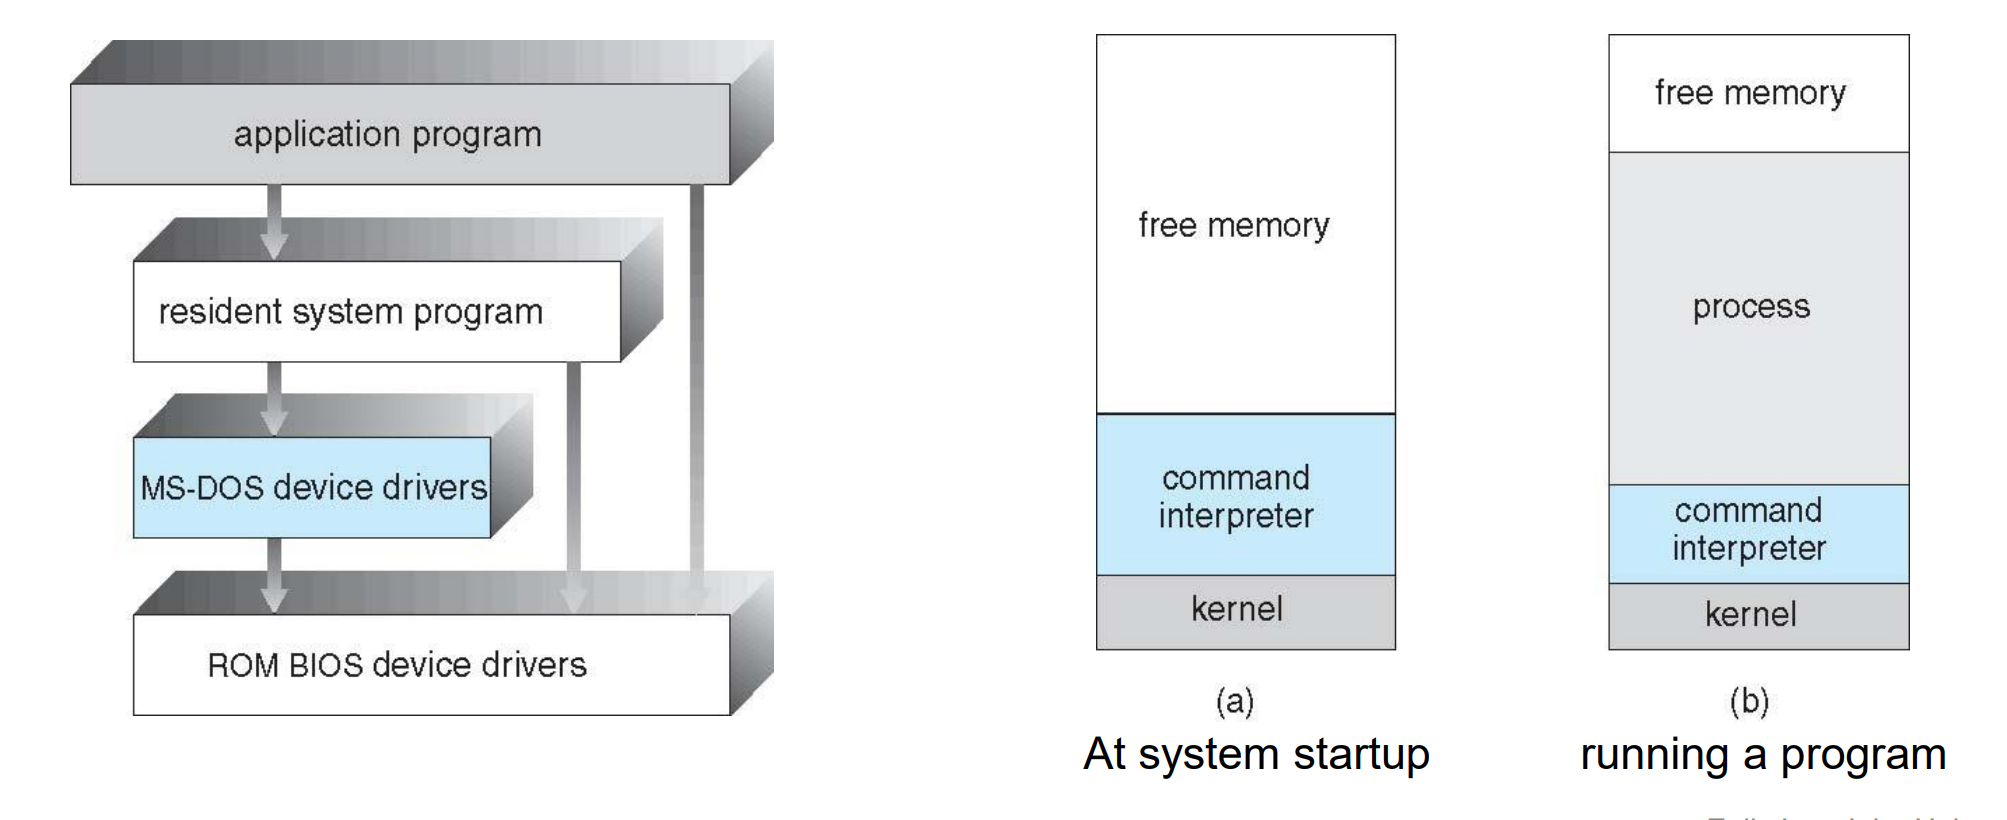 application program
resident system program
MS-DOS device drivers
ROM BIOS device drivers
free memory
command
interpreter
kernel
(a)
At system startup
free memory
process
command
interpreter
kernel
(b)
running a program